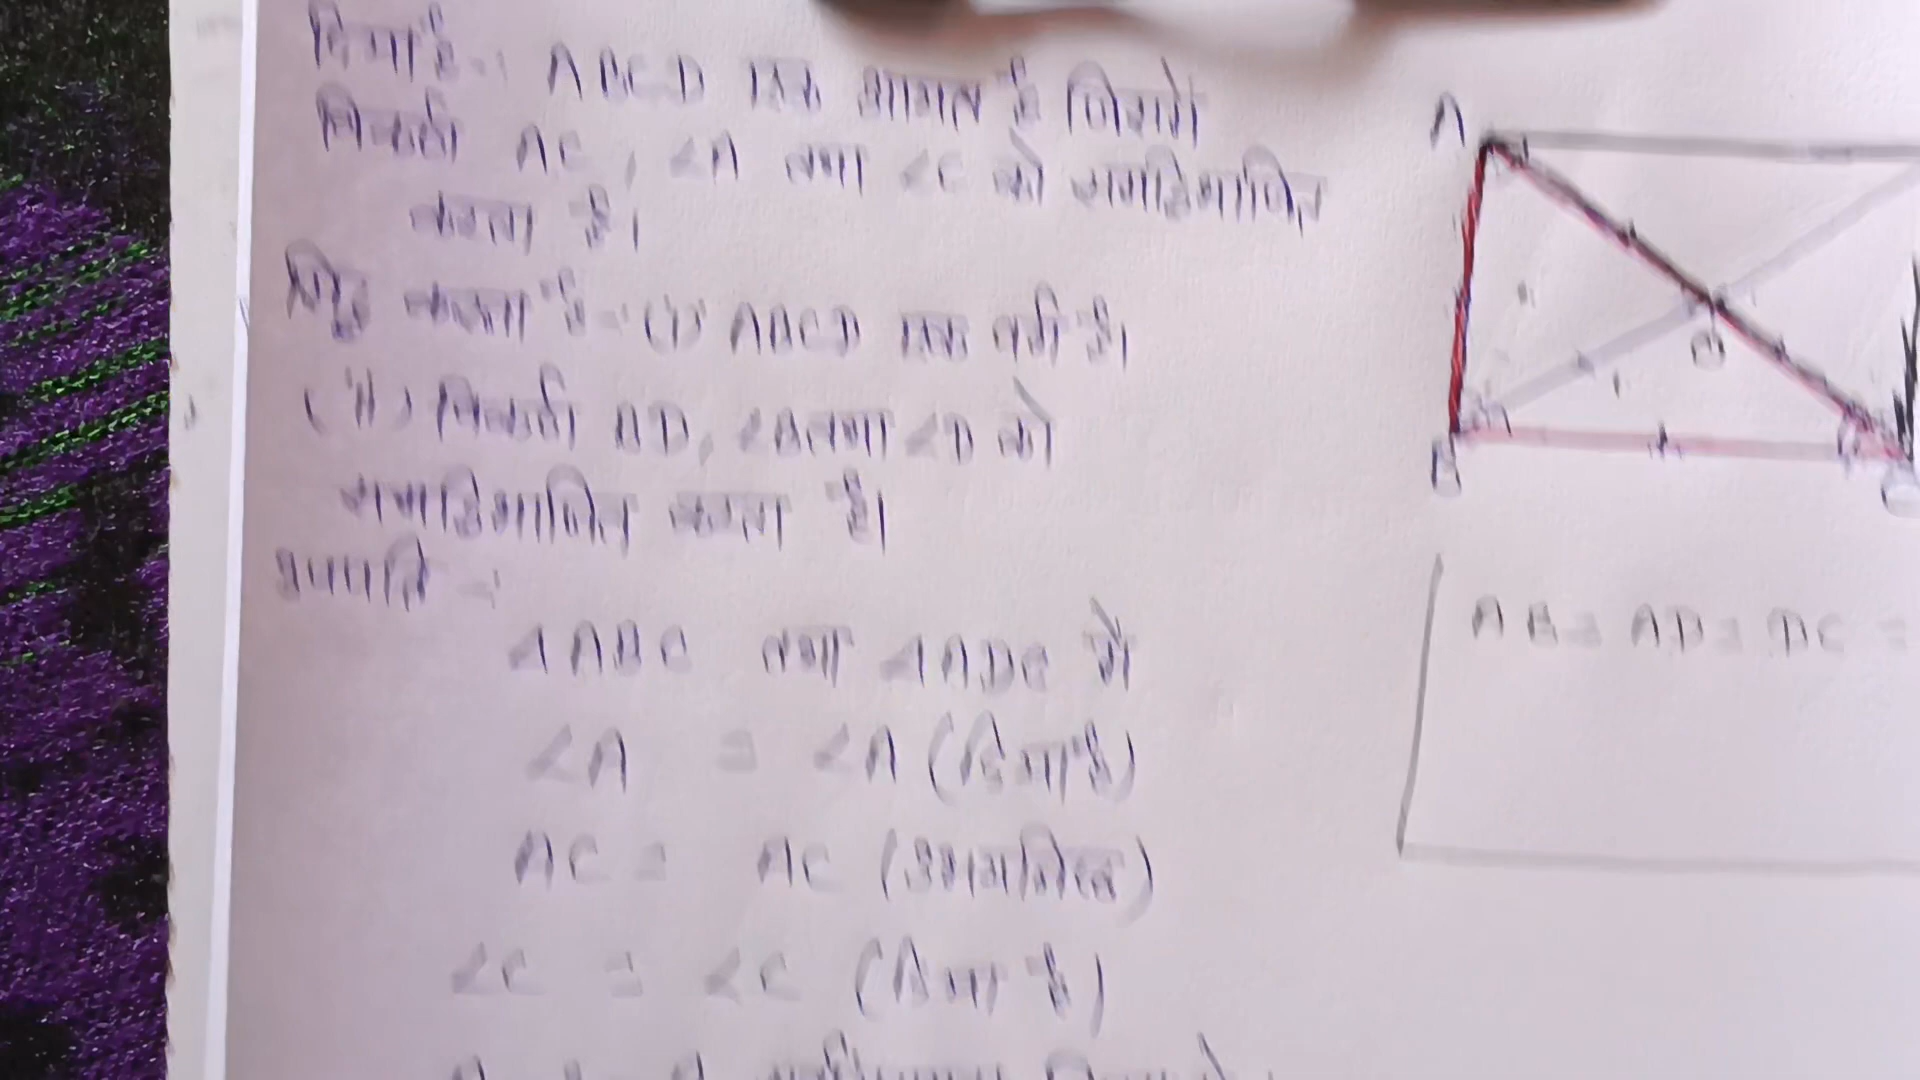 दिया है :- ABCD एक आयत है जिसमें
विकर्ण AC, ∠A तथा ∠C को समद्विभाजित
करता है।
सिद्ध करना है :- (i) ABCD एक वर्ग है।
(ii) विकर्ण BD, ∠B तथा ∠D को
समद्विभाजित करता है।
उपपत्ति :-
∠ABC तथा ∠ADC में
∠A = ∠A (दिया है)
AC = AC (उभयनिष्ठ)
∠C = ∠C (दिया है)
A
B
C
O
AB = AD = DC =